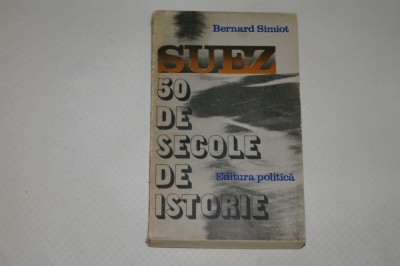 Bernard Simiot
SUEZ
50
DE
SECOLE
DE
Editura politică
ISTORIE